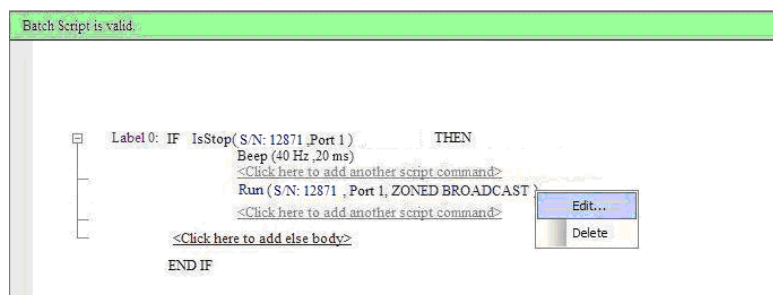 Batch Script is valid.
Label 0: IF IsStop( S/N: 12871 ,Port 1 ) THEN
Beep (40 Hz ,20 ms)
<Click here to add another script command>
Run ( S/N: 12871 , Port 1, ZONED BROADCAST )
Edit...
<Click here to add another script command>
Delete
<Click here to add else body>
END IF